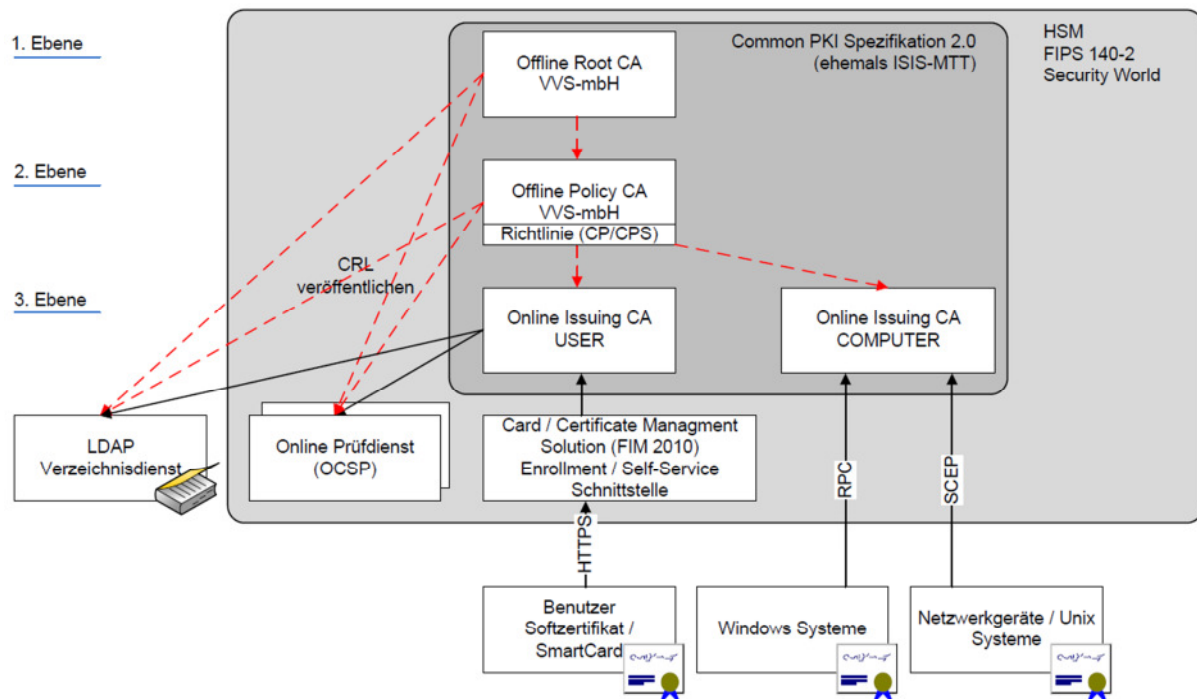 1. Ebene
Offline Root CA
VVS-mbH
Common PKI Spezifikation 2.0
(ehemals ISIS-MTT)
HSM
FIPS 140-2
Security World
2. Ebene
Offline Policy CA
VVS-mbH
Richtlinie (CP/CPS)
CRL
veröffentlichen
3. Ebene
Online Issuing CA
USER
Online Issuing CA
COMPUTER
LDAP
Verzeichnisdienst
Online Prüfdienst
(OCSP)
Card / Certificate Managment
Solution (FIM 2010)
Enrollment / Self-Service
Schnittstelle
RPC
SCEP
HTTPS
Benutzer
Softzertifikat /
SmartCard
Windows Systeme
Netzwerkgeräte / Unix
Systeme